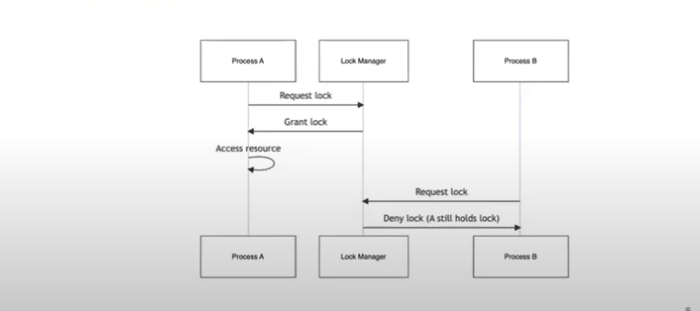 Process A
Lock Manager
Process B
Request lock
Grant lock
Access resource
Request lock
Deny lock (A still holds lock)
Process A
Lock Manager
Process B